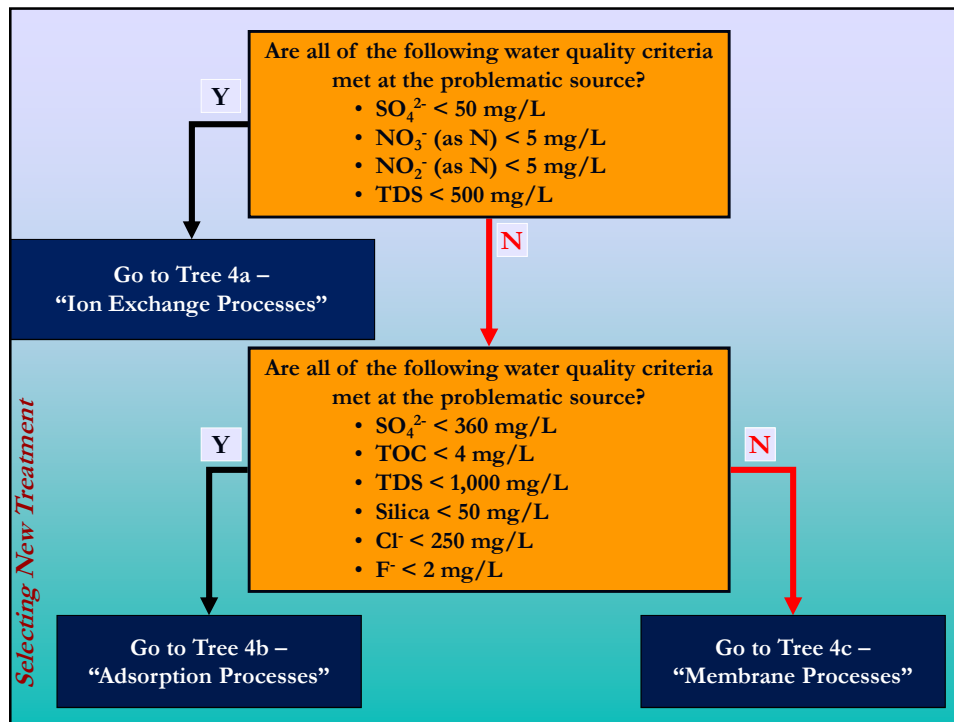 Are all of the following water quality criteria
met at the problematic source?
• SO₄²⁻ < 50 mg/L
• NO₃⁻ (as N) < 5 mg/L
• NO₂⁻ (as N) < 5 mg/L
• TDS < 500 mg/L
Y
N
Go to Tree 4a –
“Ion Exchange Processes”
Are all of the following water quality criteria
met at the problematic source?
• SO₄²⁻ < 360 mg/L
• TOC < 4 mg/L
• TDS < 1,000 mg/L
• Silica < 50 mg/L
• Cl⁻ < 250 mg/L
• F⁻ < 2 mg/L
Y
N
Go to Tree 4b –
“Adsorption Processes”
Go to Tree 4c –
“Membrane Processes”
Selecting New Treatment